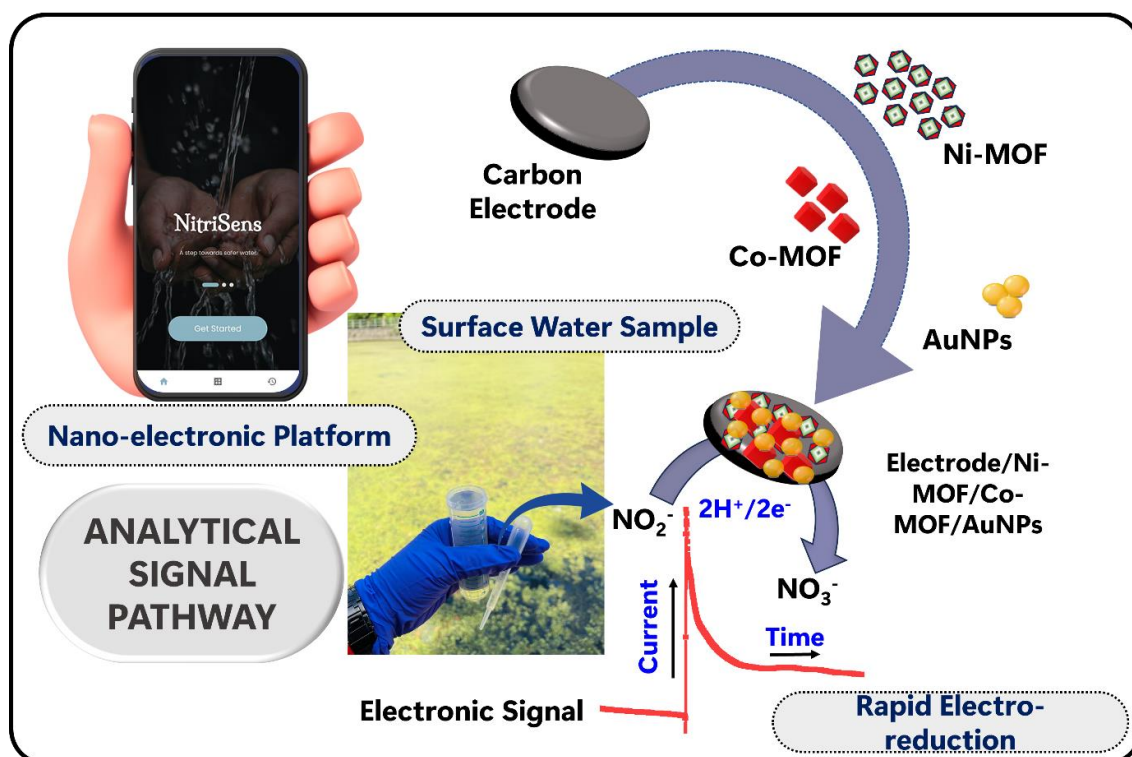 NitriSens
A step towards safer water.
Get Started
Nano-electronic Platform
ANALYTICAL
SIGNAL
PATHWAY
Surface Water Sample
Carbon
Electrode
Ni-MOF
Co-MOF
AuNPs
Electrode/Ni-
MOF/Co-
MOF/AuNPs
NO₂⁻
2H⁺/2e⁻
NO₃⁻
Current
Time
Electronic Signal
Rapid Electro-
reduction